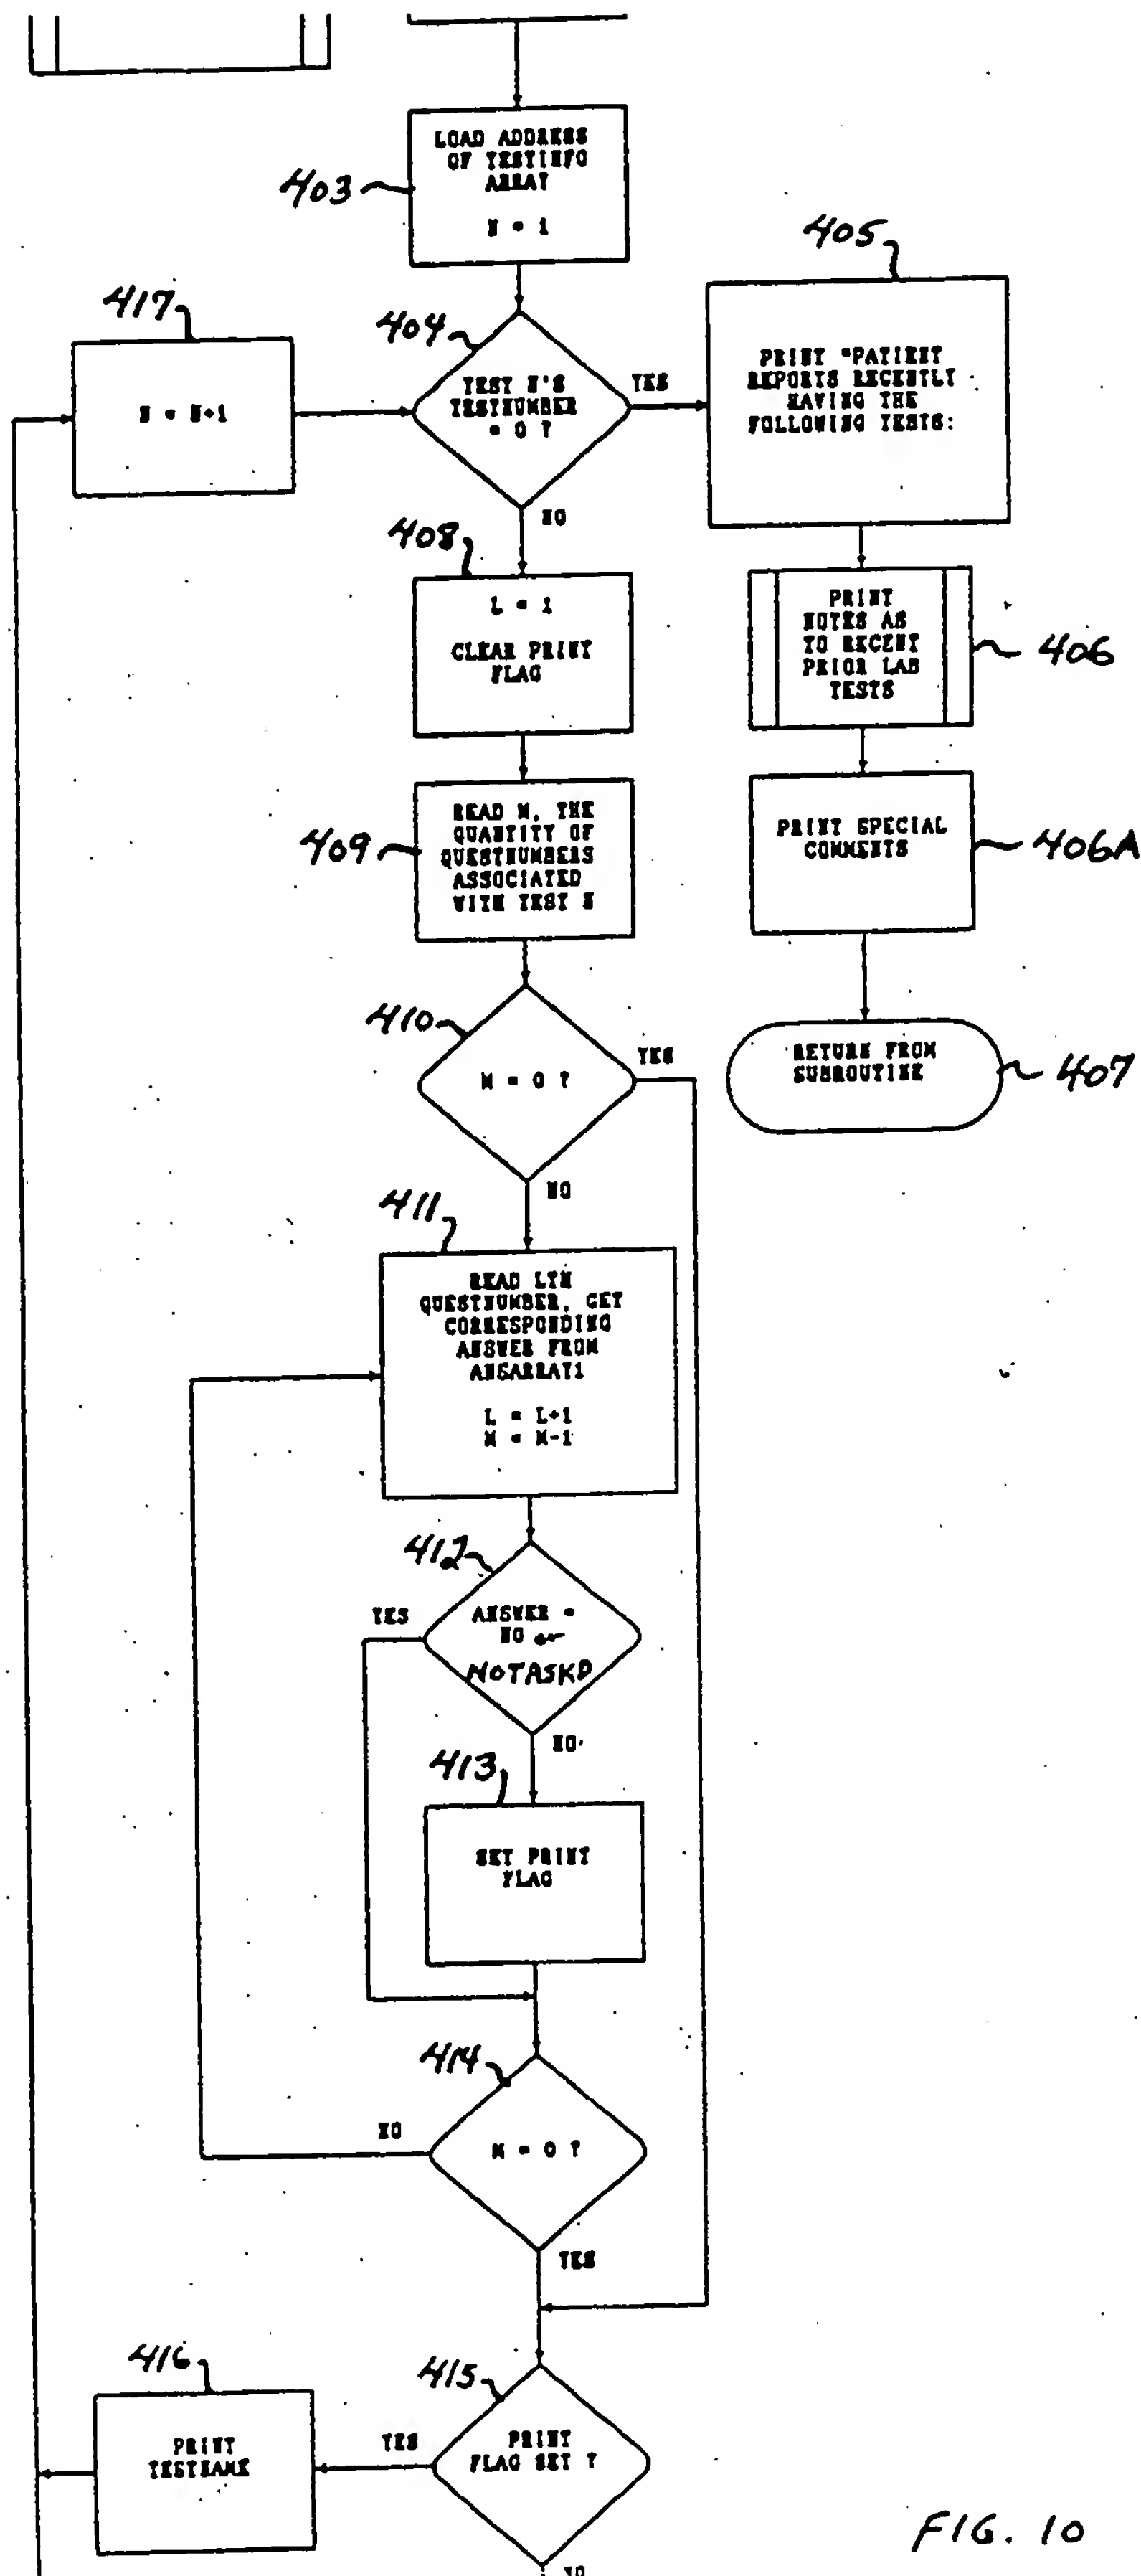 LOAD ADDRESS
OF TESTINFO
ARRAY
N = 1
403
405
417
404
N = N+1
TEST N'S
TESTNUMBER
= 0 ?
YES
PRINT "PATIENT
REPORTS RECENTLY
HAVING THE
FOLLOWING TESTS:
NO
408
L = 1
CLEAR PRINT
FLAG
PRINT
NOTES AS
TO RECENT
PRIOR LAB
TESTS
406
409
READ M, THE
QUANTITY OF
QUESTNUMBERS
ASSOCIATED
WITH TEST N
PRINT SPECIAL
COMMENTS
406A
410
M = 0 ?
YES
RETURN FROM
SUBROUTINE
407
NO
411
READ LTH
QUESTNUMBER, GET
CORRESPONDING
ANSWER FROM
ANSARRAY1
L = L+1
M = M-1
412
YES
ANSWER =
NO or
NOTASKD
NO
413
SET PRINT
FLAG
414
NO
M = 0 ?
YES
416
415
PRINT
TESTNAME
YES
PRINT
FLAG SET ?
NO
FIG. 10